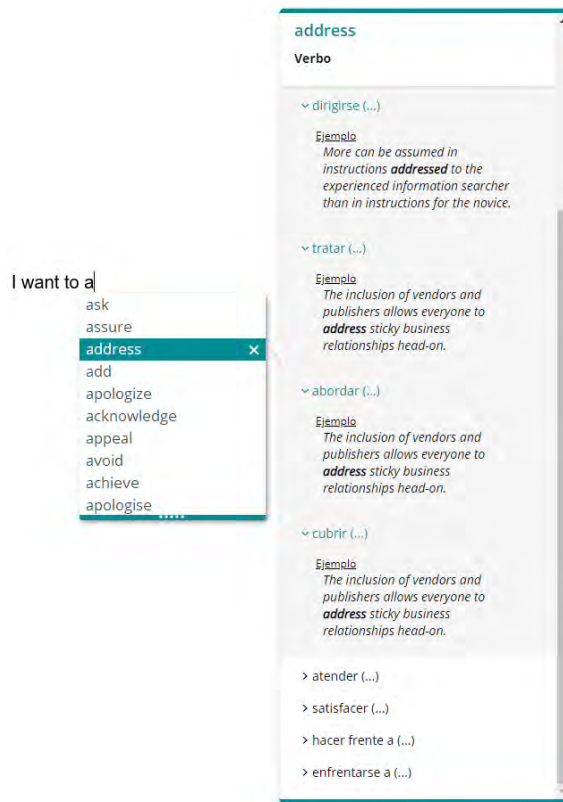 I want to a
ask
assure
address
add
apologize
acknowledge
appeal
avoid
achieve
apologise
address
Verbo
dirigirse (...)
Ejemplo
More can be assumed in
instructions addressed to the
experienced information searcher
than in instructions for the novice.
tratar (...)
Ejemplo
The inclusion of vendors and
publishers allows everyone to
address sticky business
relationships head-on.
abordar (...)
Ejemplo
The inclusion of vendors and
publishers allows everyone to
address sticky business
relationships head-on.
cubrir (...)
Ejemplo
The inclusion of vendors and
publishers allows everyone to
address sticky business
relationships head-on.
atender (...)
satisfacer (...)
hacer frente a (...)
enfrentarse a (...)